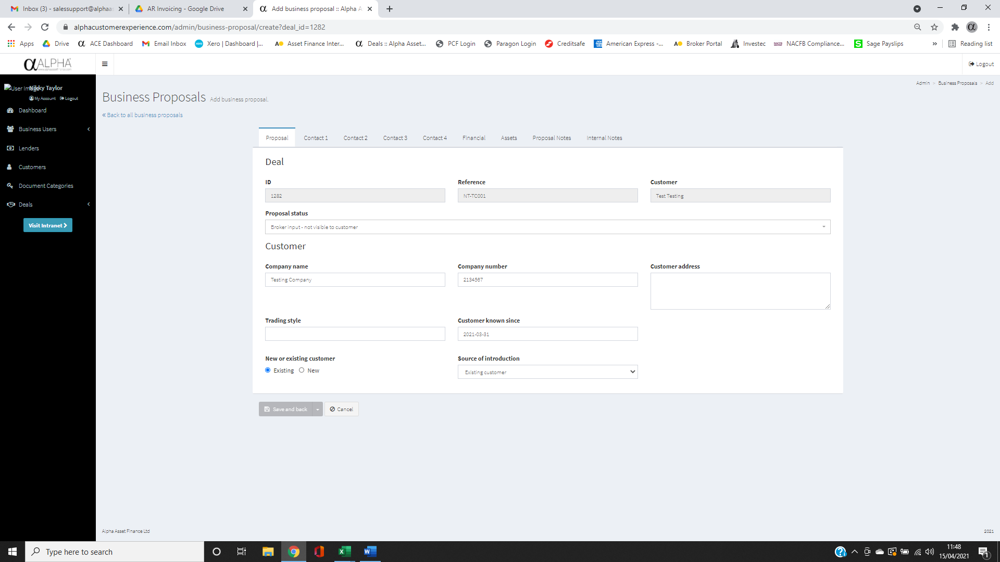 Inbox (3) - salessupport@alphaas
AR Invoicing - Google Drive
Add business proposal :: Alpha A
alphacustomerexperience.com/admin/business-proposal/create?deal_id=1282
Apps
Drive
ACE Dashboard
Email Inbox
Xero | Dashboard |...
Asset Finance Inter...
Deals :: Alpha Asset...
PCF Login
Paragon Login
Creditsafe
American Express -...
Broker Portal
Investec
NACFB Compliance...
Sage Payslips
»
Reading list
αALPHA
Logout
User Image
Nikky Taylor
My Account Logout
Dashboard
Business Users
Lenders
Customers
Document Categories
Deals
Visit Intranet
Admin > Business Proposals > Add
Business Proposals Add business proposal.
« Back to all business proposals
Proposal
Contact 1
Contact 2
Contact 3
Contact 4
Financial
Assets
Proposal Notes
Internal Notes
Deal
ID
1282
Reference
NT-TC001
Customer
Test Testing
Proposal status
Broker input - not visible to customer
Customer
Company name
Testing Company
Company number
2134567
Customer address
Trading style
Customer known since
2021-03-31
New or existing customer
Existing New
Source of introduction
Existing customer
Save and back
Cancel
Alpha Asset Finance Ltd
2021
Type here to search
11:48
15/04/2021
1